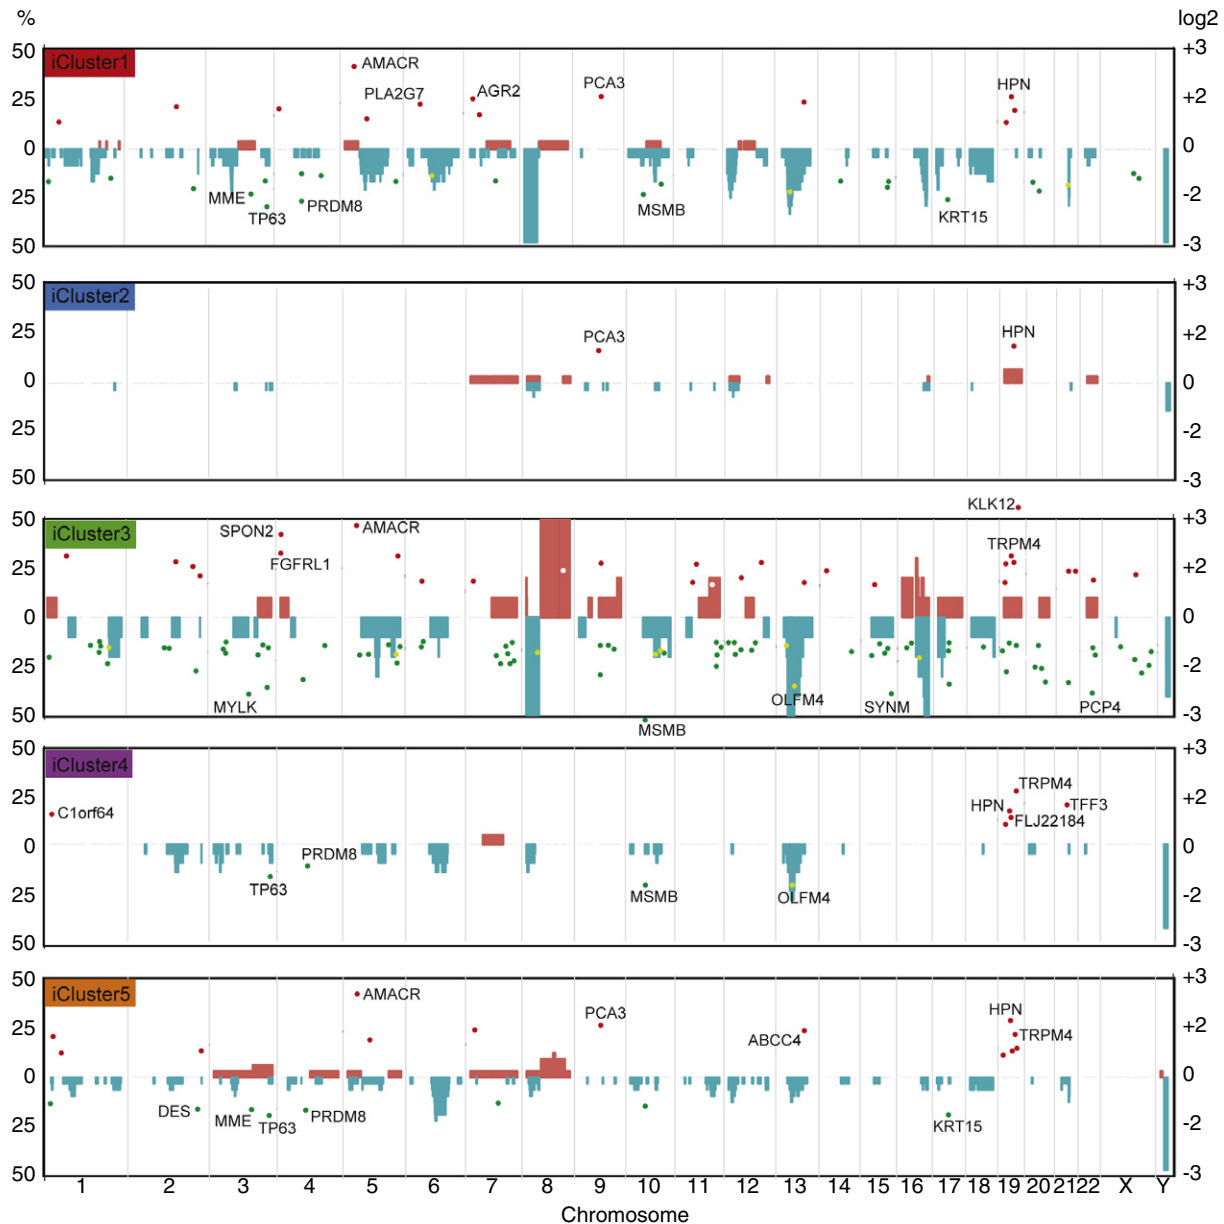 % log2
iCluster1
50 +3
25 +2
0 0
25 -2
50 -3
AMACR
PLA2G7
AGR2
PCA3
HPN
MME
TP63
PRDM8
MSMB
KRT15
iCluster2
50 +3
25 +2
0 0
25 -2
50 -3
PCA3
HPN
iCluster3
50 +3
25 +2
0 0
25 -2
50 -3
KLK12
SPON2
AMACR
FGFRL1
TRPM4
MYLK
OLFM4
SYNM
PCP4
MSMB
iCluster4
50 +3
25 +2
0 0
25 -2
50 -3
C1orf64
TRPM4
HPN
TFF3
FLJ22184
PRDM8
TP63
MSMB
OLFM4
iCluster5
50 +3
25 +2
0 0
25 -2
50 -3
AMACR
PCA3
ABCC4
HPN
TRPM4
DES
MME
TP63
PRDM8
KRT15
1 2 3 4 5 6 7 8 9 10 11 12 13 14 15 16 17 18 19 20 21 22 X Y
Chromosome